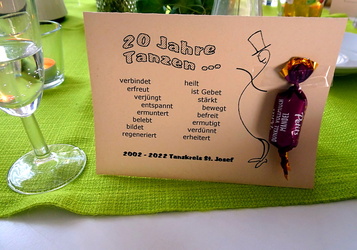 20 Jahre
Tanzen ...
verbindet
erfreut
verjüngt
entspannt
ermuntert
belebt
bildet
regeneriert
heilt
ist Gebet
stärkt
bewegt
befreit
ermutigt
verdünnt
erheitert
2002 - 2022 Tanzkreis St. Josef
MANDEL